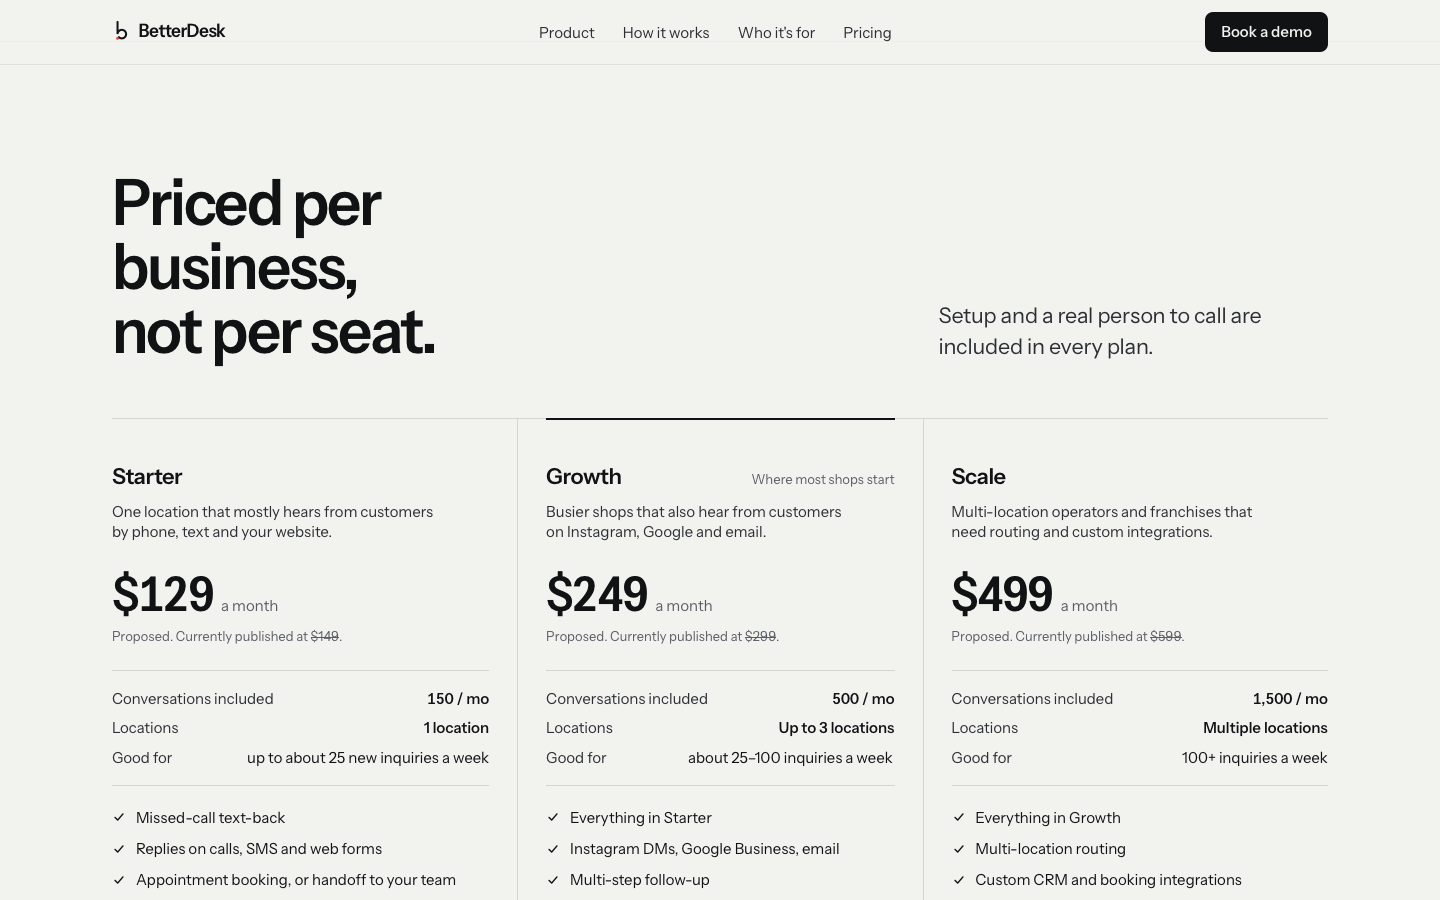 BetterDesk
Product
How it works
Who it's for
Pricing
Book a demo
Priced per
business,
not per seat.
Setup and a real person to call are
included in every plan.
Starter
One location that mostly hears from customers
by phone, text and your website.
$129 a month
Proposed. Currently published at $149.
Conversations included 150 / mo
Locations 1 location
Good for up to about 25 new inquiries a week
Missed-call text-back
Replies on calls, SMS and web forms
Appointment booking, or handoff to your team
Growth Where most shops start
Busier shops that also hear from customers
on Instagram, Google and email.
$249 a month
Proposed. Currently published at $299.
Conversations included 500 / mo
Locations Up to 3 locations
Good for about 25–100 inquiries a week
Everything in Starter
Instagram DMs, Google Business, email
Multi-step follow-up
Scale
Multi-location operators and franchises that
need routing and custom integrations.
$499 a month
Proposed. Currently published at $599.
Conversations included 1,500 / mo
Locations Multiple locations
Good for 100+ inquiries a week
Everything in Growth
Multi-location routing
Custom CRM and booking integrations